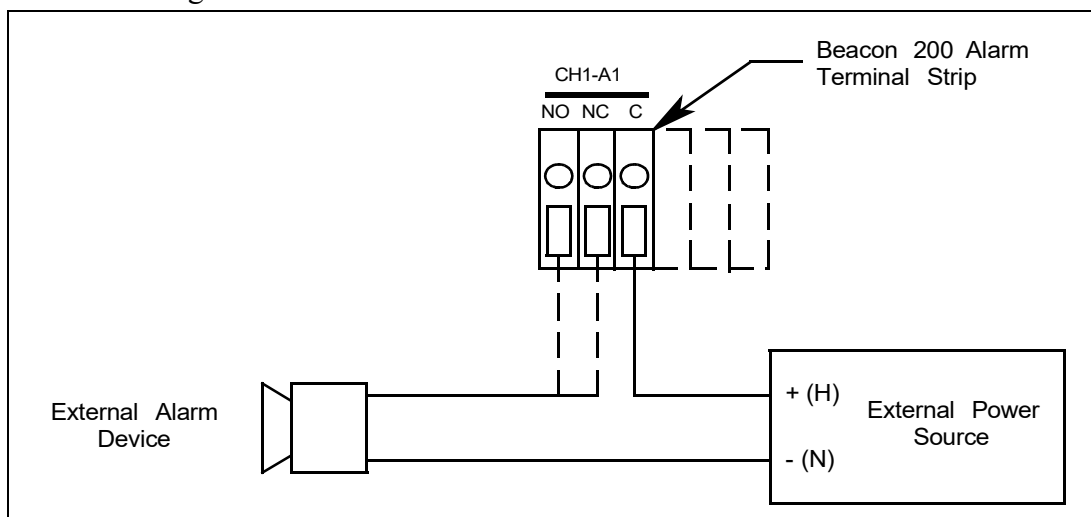 Beacon 200 Alarm
Terminal Strip
CH1-A1
NO NC C
External Alarm
Device
+ (H)
External Power
Source
- (N)